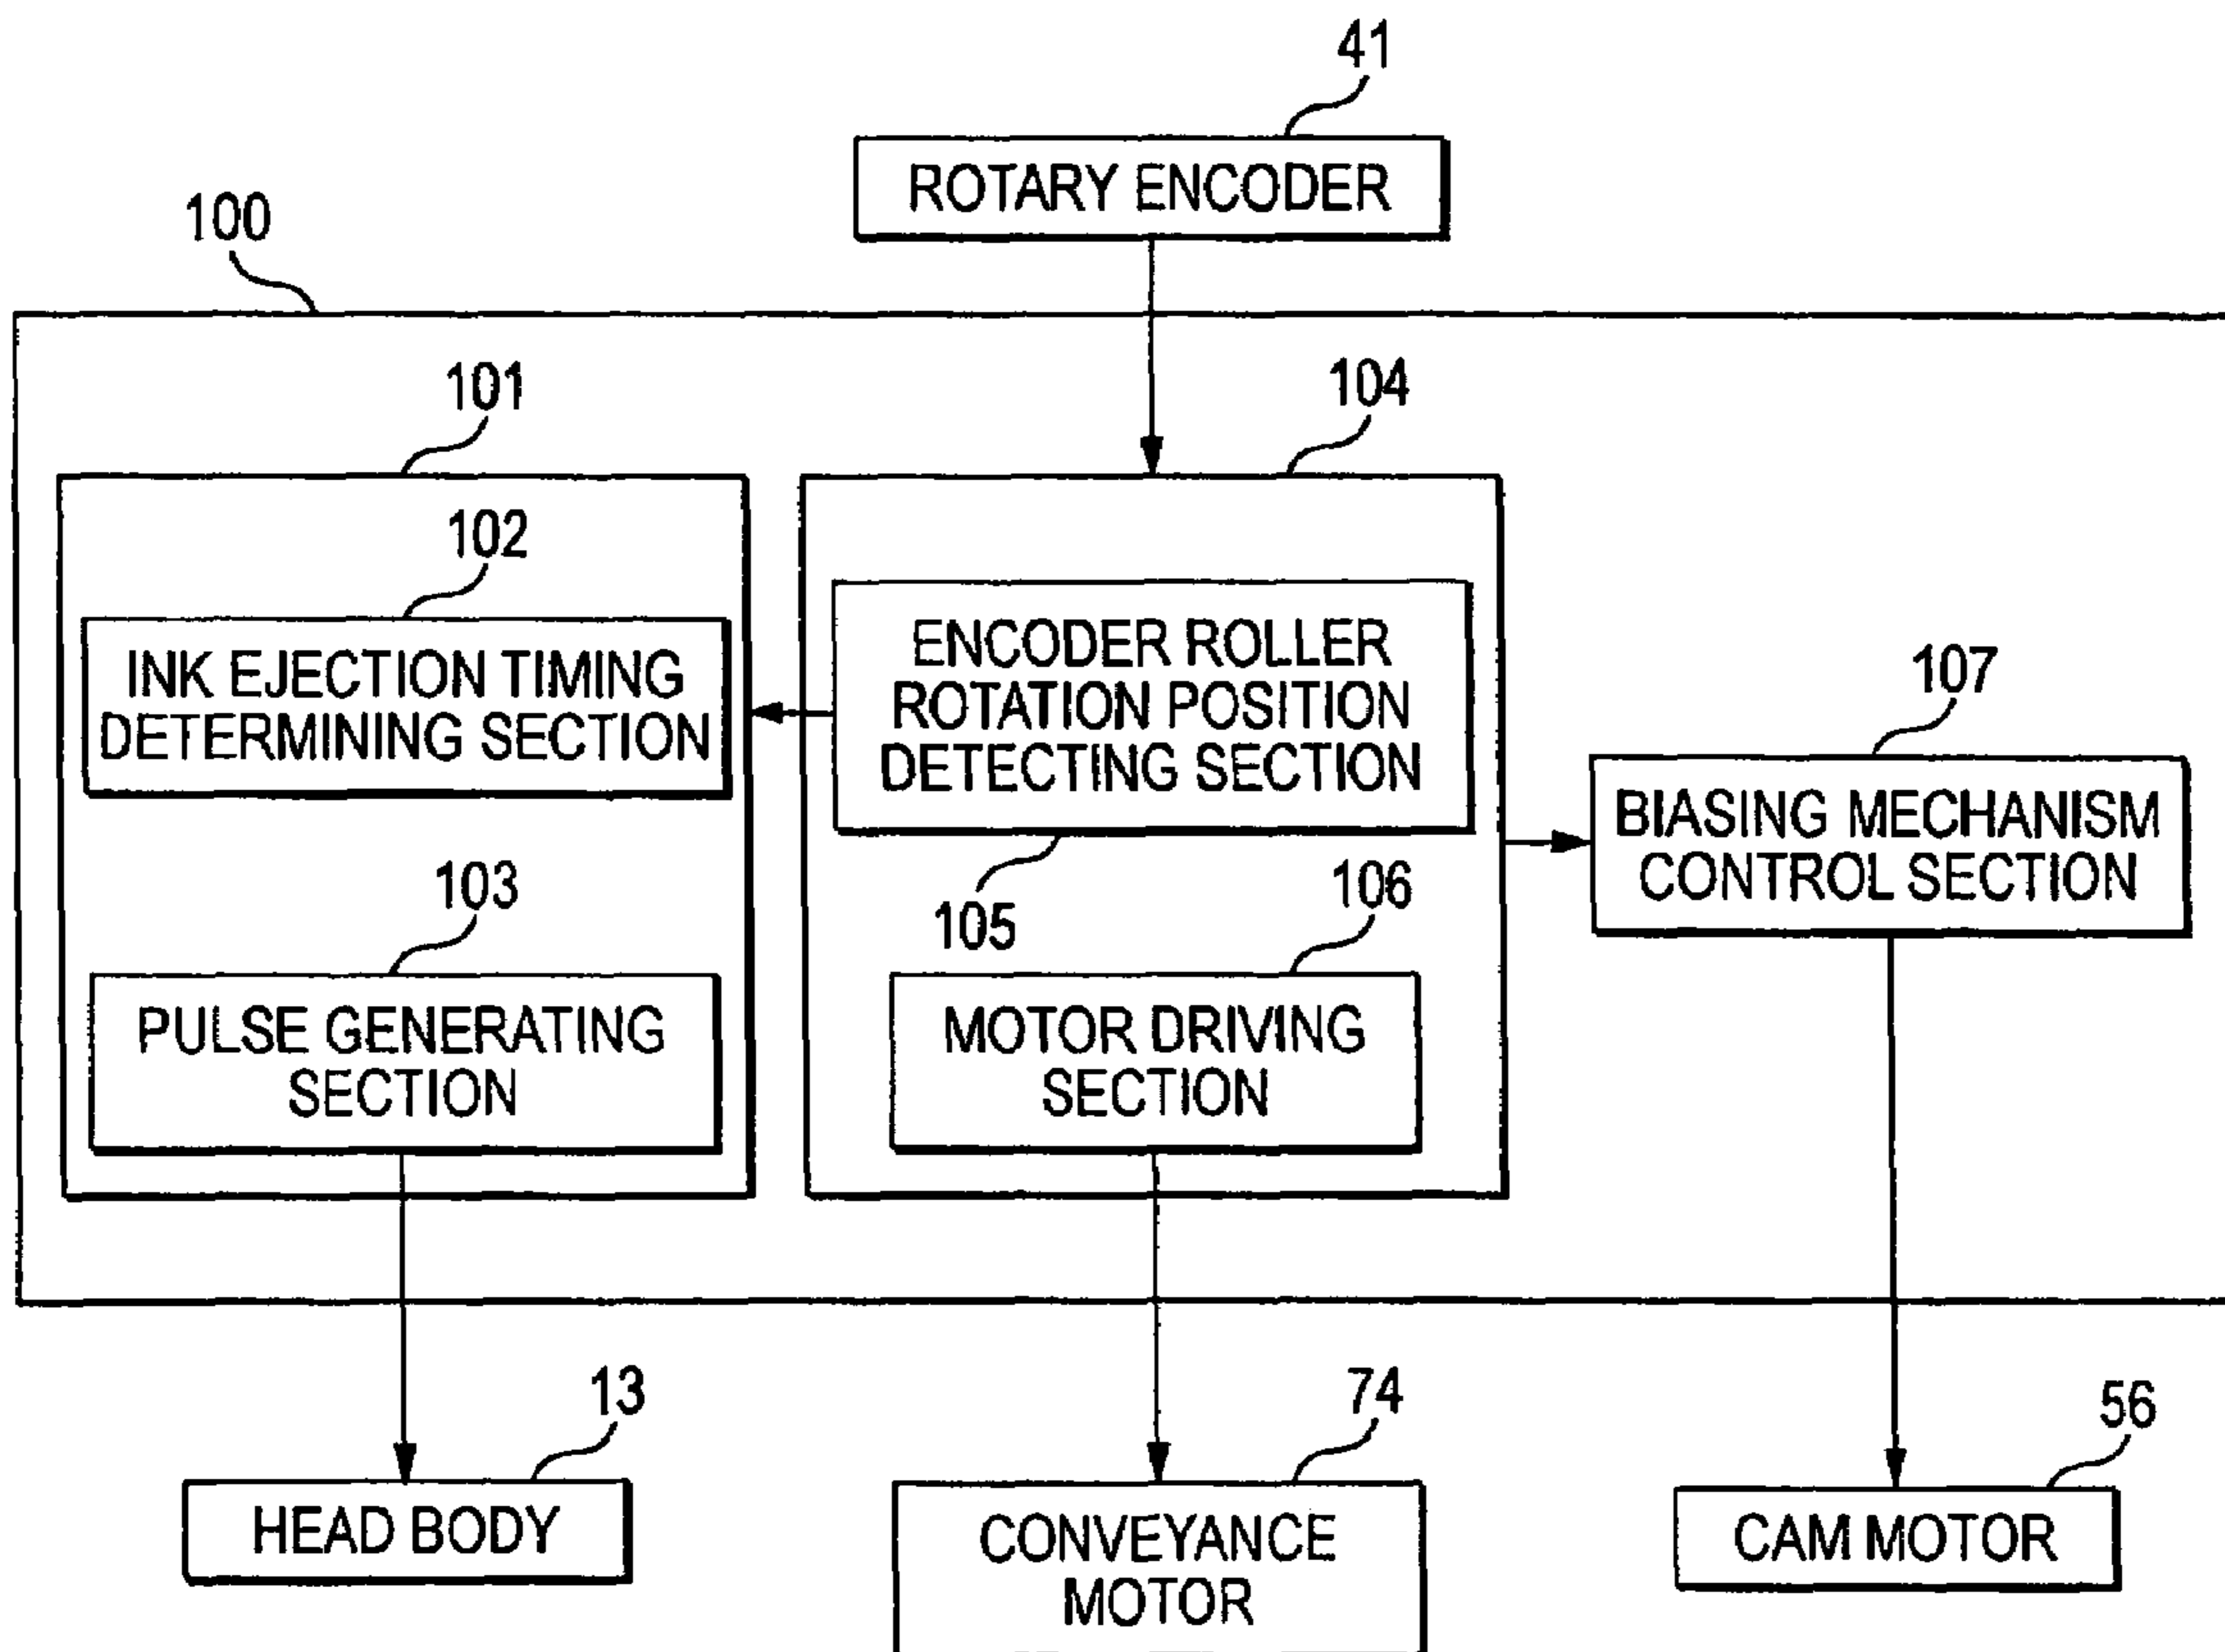 41
ROTARY ENCODER
100
101
104
102
INK EJECTION TIMING
DETERMINING SECTION
ENCODER ROLLER
ROTATION POSITION
DETECTING SECTION
107
BIASING MECHANISM
CONTROL SECTION
103
105
106
PULSE GENERATING
SECTION
MOTOR DRIVING
SECTION
13
HEAD BODY
74
CONVEYANCE
MOTOR
56
CAM MOTOR